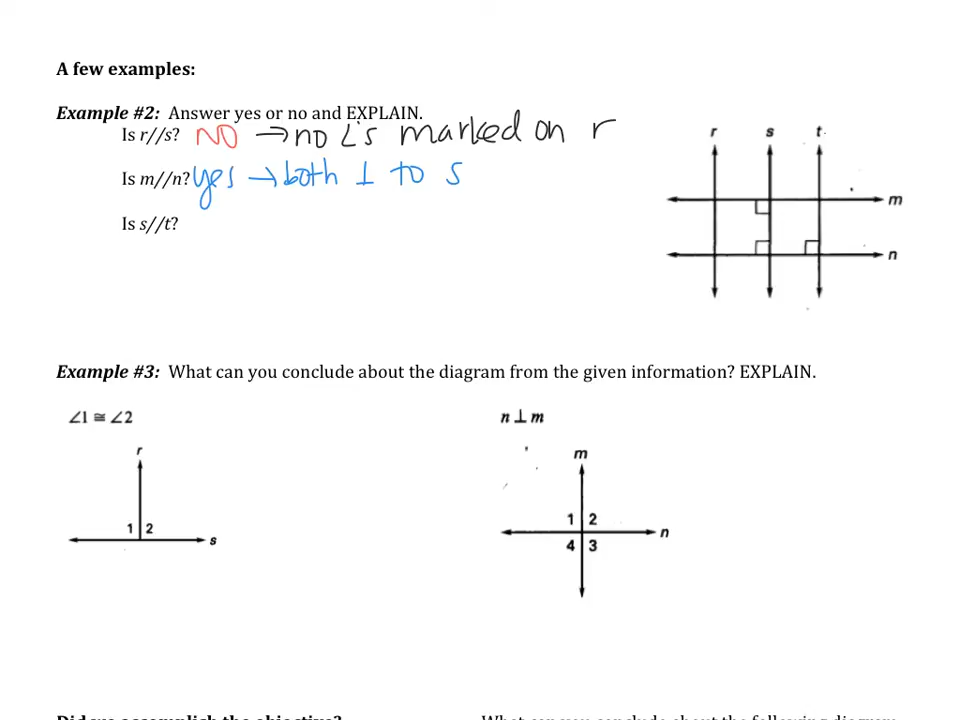 A few examples:
Example #2: Answer yes or no and EXPLAIN.
Is r//s? NO → no ∠'s marked on r
Is m//n? yes → both ⊥ to s
Is s//t?
r s t
m
n
Example #3: What can you conclude about the diagram from the given information? EXPLAIN.
∠1 ≅ ∠2
r
1 2
s
n ⊥ m
m
1 2
n
4 3